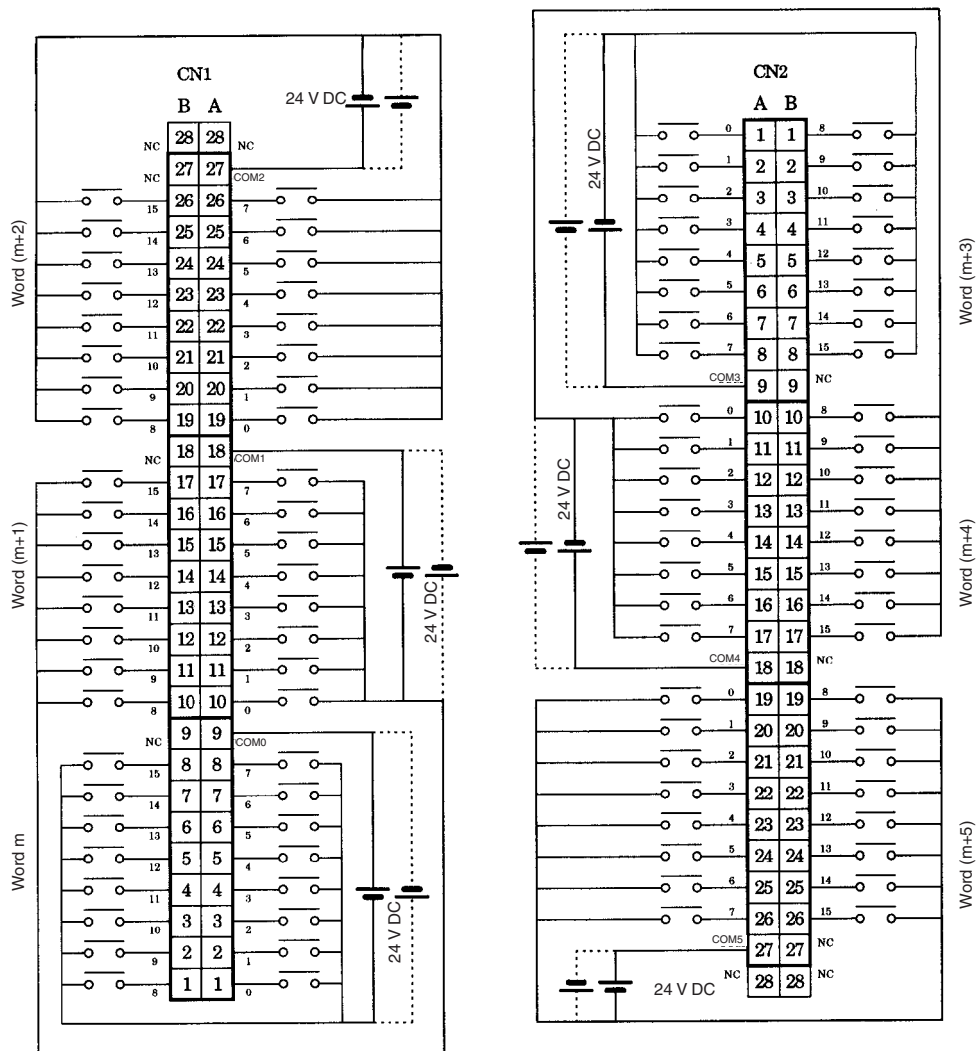 CN1
B A
24 V DC
NC 28 28 NC
NC 27 27 COM2
15 26 26 7
14 25 25 6
13 24 24 5
12 23 23 4
11 22 22 3
10 21 21 2
9 20 20 1
8 19 19 0
Word (m+2)
NC 18 18 COM1
15 17 17 7
14 16 16 6
13 15 15 5
12 14 14 4
11 13 13 3
10 12 12 2
9 11 11 1
8 10 10 0
Word (m+1)
24 V DC
NC 9 9 COM0
15 8 8 7
14 7 7 6
13 6 6 5
12 5 5 4
11 4 4 3
10 3 3 2
9 2 2 1
8 1 1 0
Word m
24 V DC
CN2
A B
24 V DC
0 1 1 8
1 2 2 9
2 3 3 10
3 4 4 11
4 5 5 12
5 6 6 13
6 7 7 14
7 8 8 15
COM3 9 9 NC
Word (m+3)
0 10 10 8
1 11 11 9
2 12 12 10
3 13 13 11
4 14 14 12
5 15 15 13
6 16 16 14
7 17 17 15
COM4 18 18 NC
24 V DC
Word (m+4)
0 19 19 8
1 20 20 9
2 21 21 10
3 22 22 11
4 23 23 12
5 24 24 13
6 25 25 14
7 26 26 15
COM5 27 27 NC
NC 28 28 NC
24 V DC
Word (m+5)